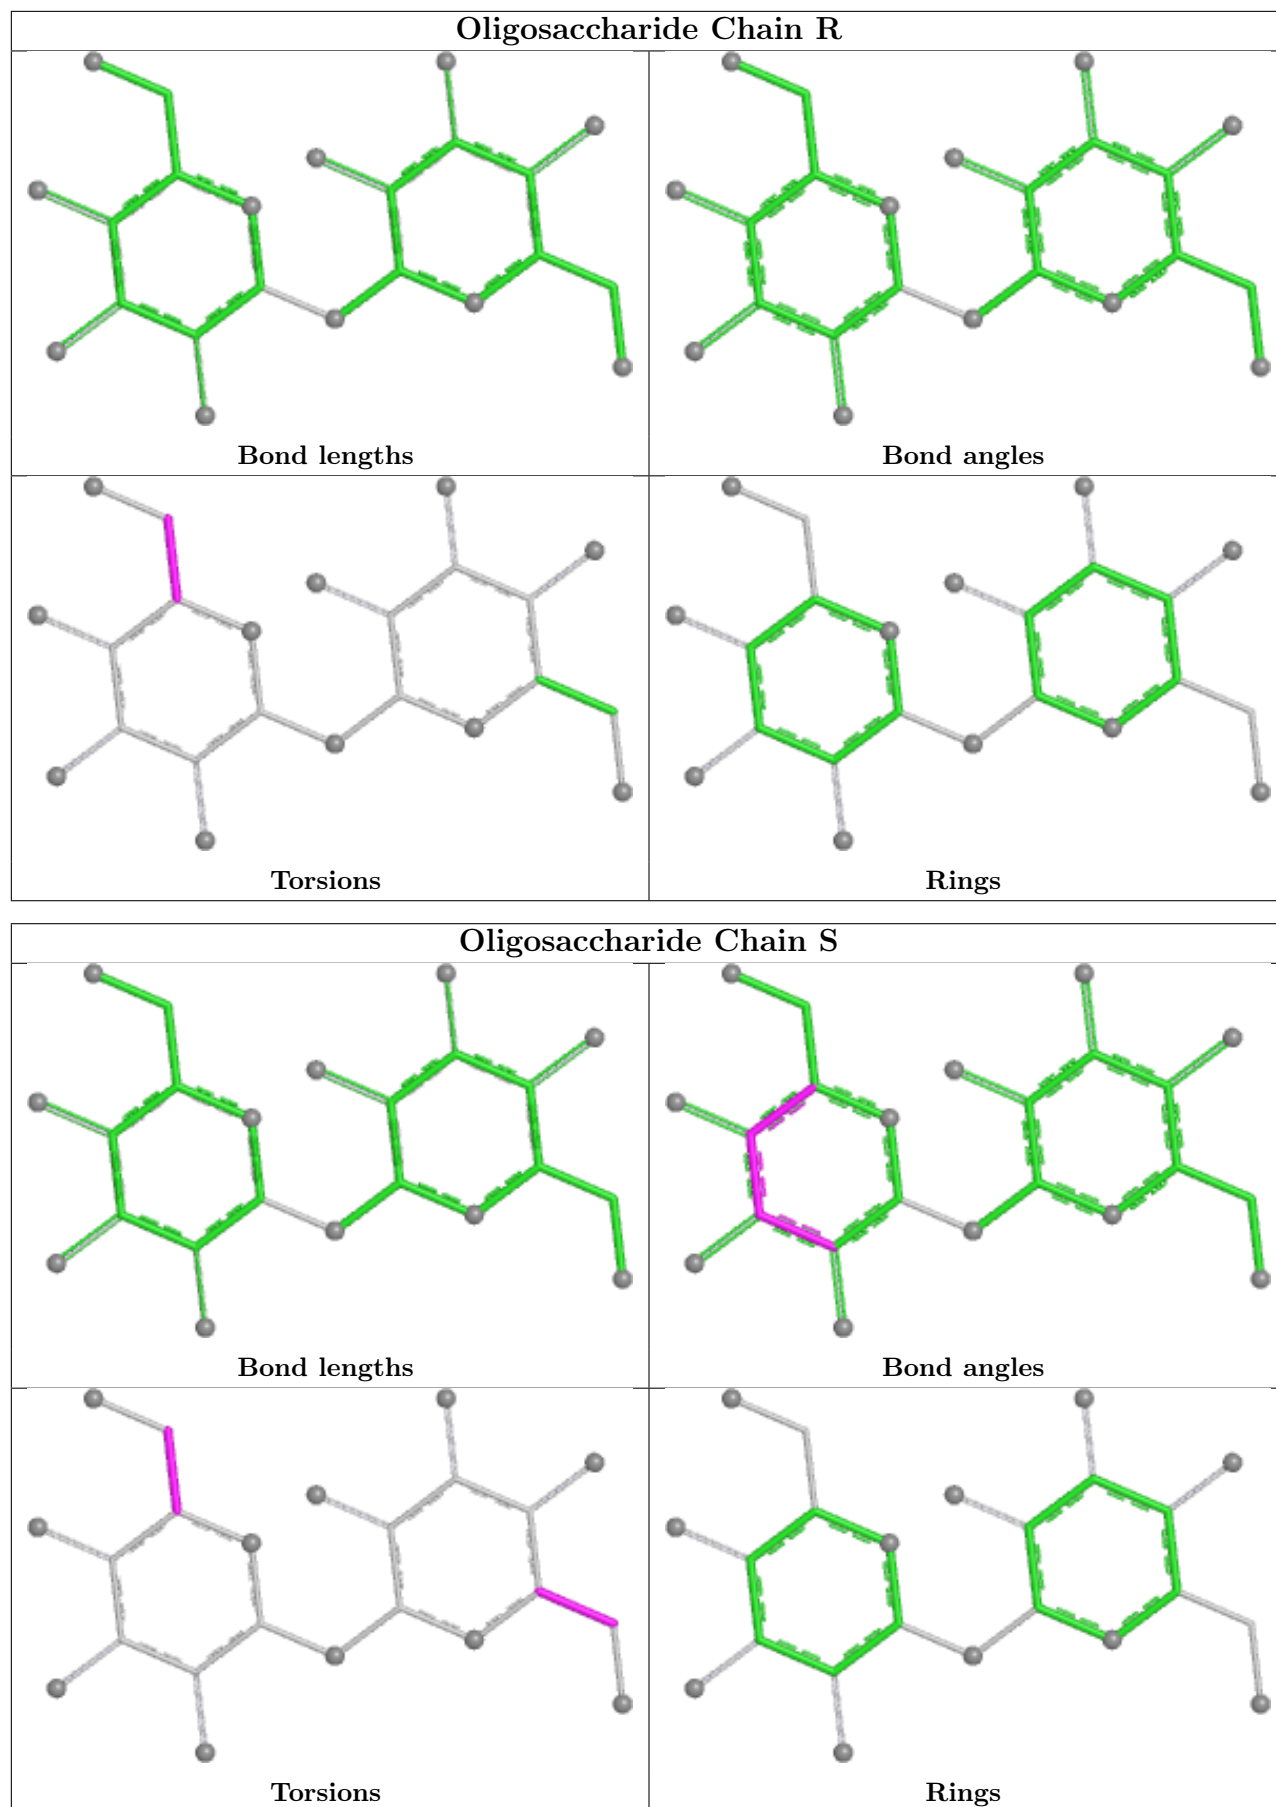 Oligosaccharide Chain R
Bond lengths
Bond angles
Torsions
Rings
Oligosaccharide Chain S
Bond lengths
Bond angles
Torsions
Rings